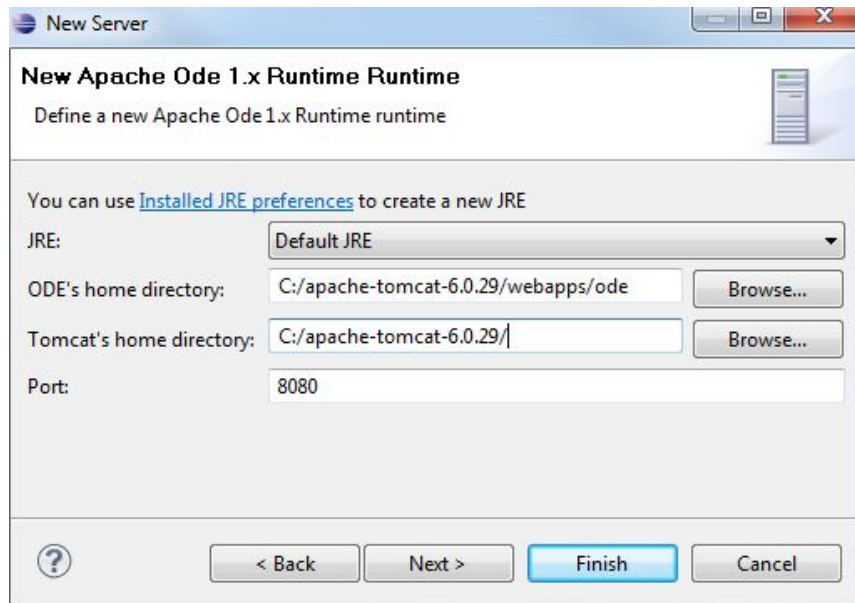 New Server
New Apache Ode 1.x Runtime Runtime
Define a new Apache Ode 1.x Runtime runtime
You can use Installed JRE preferences to create a new JRE
JRE: Default JRE
ODE's home directory: C:/apache-tomcat-6.0.29/webapps/ode Browse...
Tomcat's home directory: C:/apache-tomcat-6.0.29/ Browse...
Port: 8080
? < Back Next > Finish Cancel